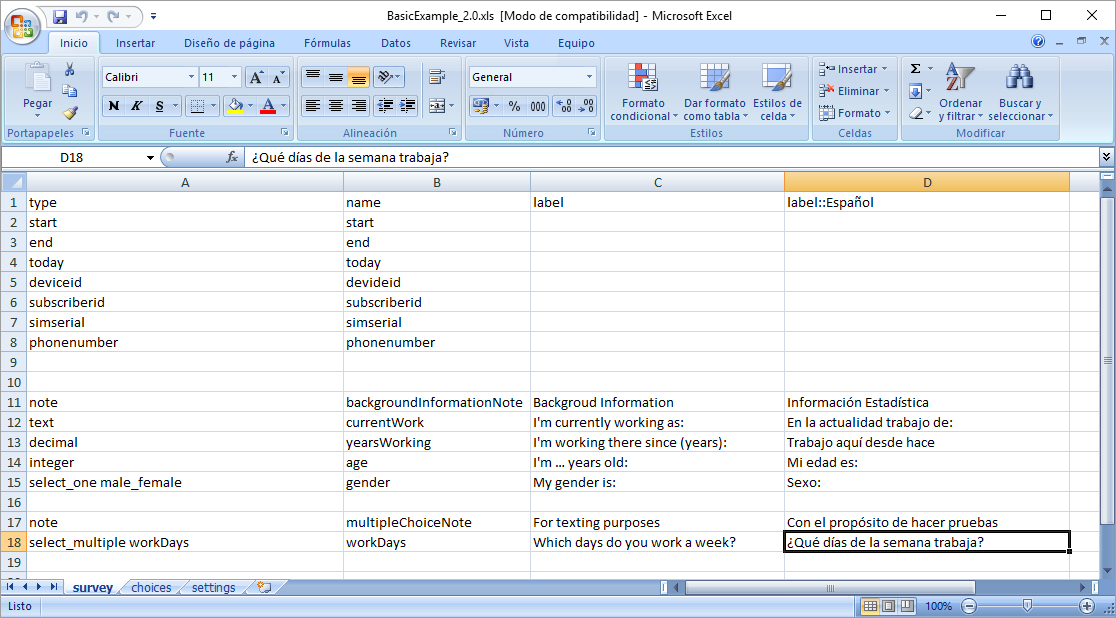 BasicExample_2.0.xls [Modo de compatibilidad] - Microsoft Excel
Inicio Insertar Diseño de página Fórmulas Datos Revisar Vista Equipo
Calibri 11 General Insertar Σ
Pegar Formato condicional Dar formato como tabla Estilos de celda Eliminar Ordenar y filtrar Buscar y seleccionar
N K S % 000 Formato
Portapapeles Fuente Alineación Número Estilos Celdas Modificar
D18 fx ¿Qué días de la semana trabaja?
A B C D
1 type name label label::Español
2 start start
3 end end
4 today today
5 deviceid devideid
6 subscriberid subscriberid
7 simserial simserial
8 phonenumber phonenumber
9
10
11 note backgroundInformationNote Backgroud Information Información Estadística
12 text currentWork I'm currently working as: En la actualidad trabajo de:
13 decimal yearsWorking I'm working there since (years): Trabajo aquí desde hace
14 integer age I'm ... years old: Mi edad es:
15 select_one male_female gender My gender is: Sexo:
16
17 note multipleChoiceNote For texting purposes Con el propósito de hacer pruebas
18 select_multiple workDays workDays Which days do you work a week? ¿Qué días de la semana trabaja?
19
survey choices settings
Listo 100%